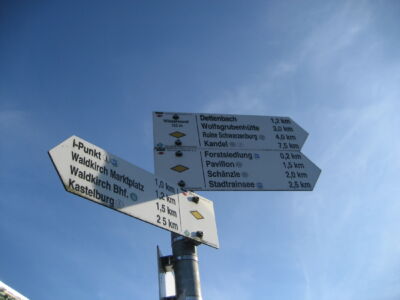 Dettenbach 1,2 km
Wolfsgrubenhütte 3,0 km
Ruine Schwarzenburg 4,0 km
Kandel 7,5 km
Forstsiedlung 0,2 km
Pavillon 1,5 km
Schänzle 2,0 km
Stadtrainsee 2,5 km
i-Punkt 1,0 km
Waldkirch Marktplatz 1,2 km
Waldkirch Bhf. 1,5 km
Kastelburg 2,5 km